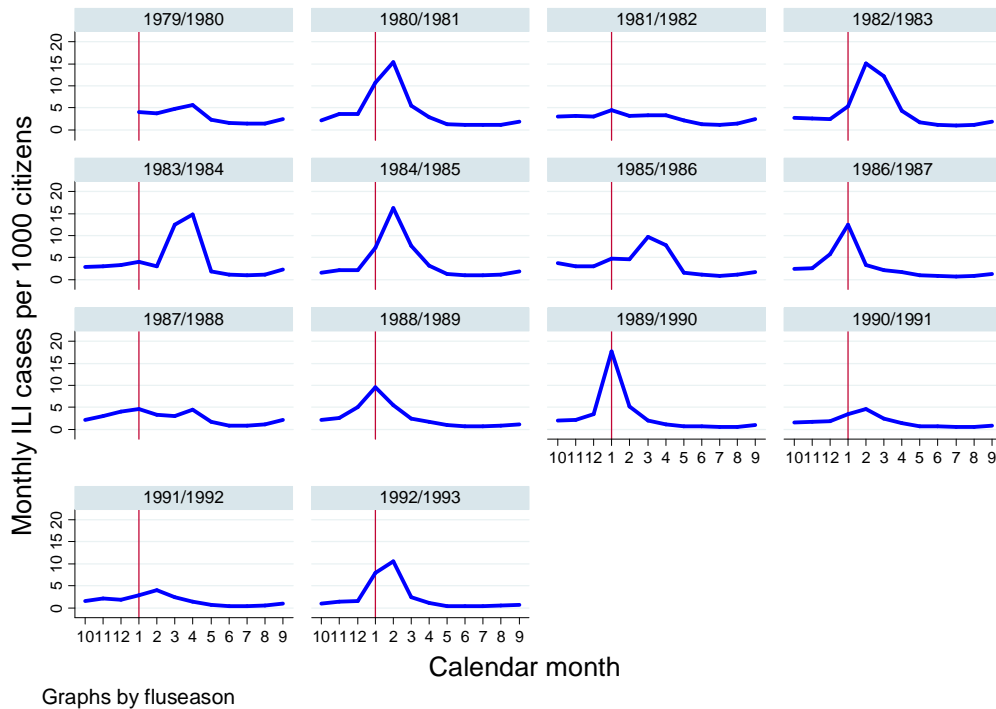 Monthly ILI cases per 1000 citizens
1979/1980 1980/1981 1981/1982 1982/1983
20
15
10
5
0
1983/1984 1984/1985 1985/1986 1986/1987
20
15
10
5
0
1987/1988 1988/1989 1989/1990 1990/1991
20
15
10
5
0
10 11 12 1 2 3 4 5 6 7 8 9 10 11 12 1 2 3 4 5 6 7 8 9
1991/1992 1992/1993
20
15
10
5
0
10 11 12 1 2 3 4 5 6 7 8 9 10 11 12 1 2 3 4 5 6 7 8 9
Calendar month
Graphs by fluseason